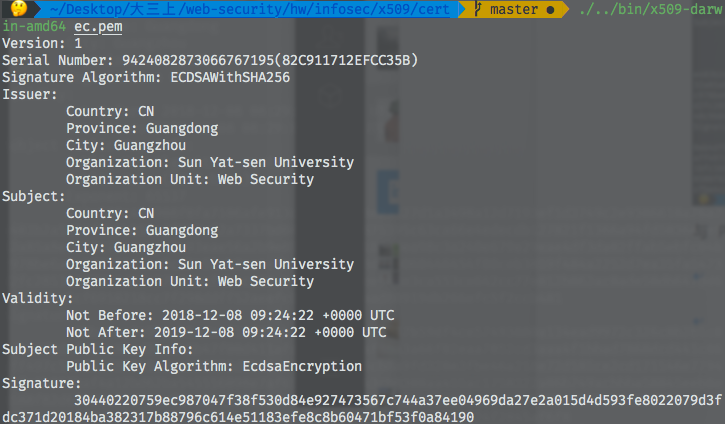 ~/Desktop/大三上/web-security/hw/infosec/x509/cert master ● ./../bin/x509-darw
in-amd64 ec.pem
Version: 1
Serial Number: 9424082873066767195(82C911712EFCC35B)
Signature Algorithm: ECDSAWithSHA256
Issuer:
Country: CN
Province: Guangdong
City: Guangzhou
Organization: Sun Yat-sen University
Organization Unit: Web Security
Subject:
Country: CN
Province: Guangdong
City: Guangzhou
Organization: Sun Yat-sen University
Organization Unit: Web Security
Validity:
Not Before: 2018-12-08 09:24:22 +0000 UTC
Not After: 2019-12-08 09:24:22 +0000 UTC
Subject Public Key Info:
Public Key Algorithm: EcdsaEncryption
Signature:
30440220759ec987047f38f530d84e927473567c744a37ee04969da27e2a015d4d593fe8022079d3f
dc371d20184ba382317b88796c614e51183efe8c8b60471bf53f0a84190